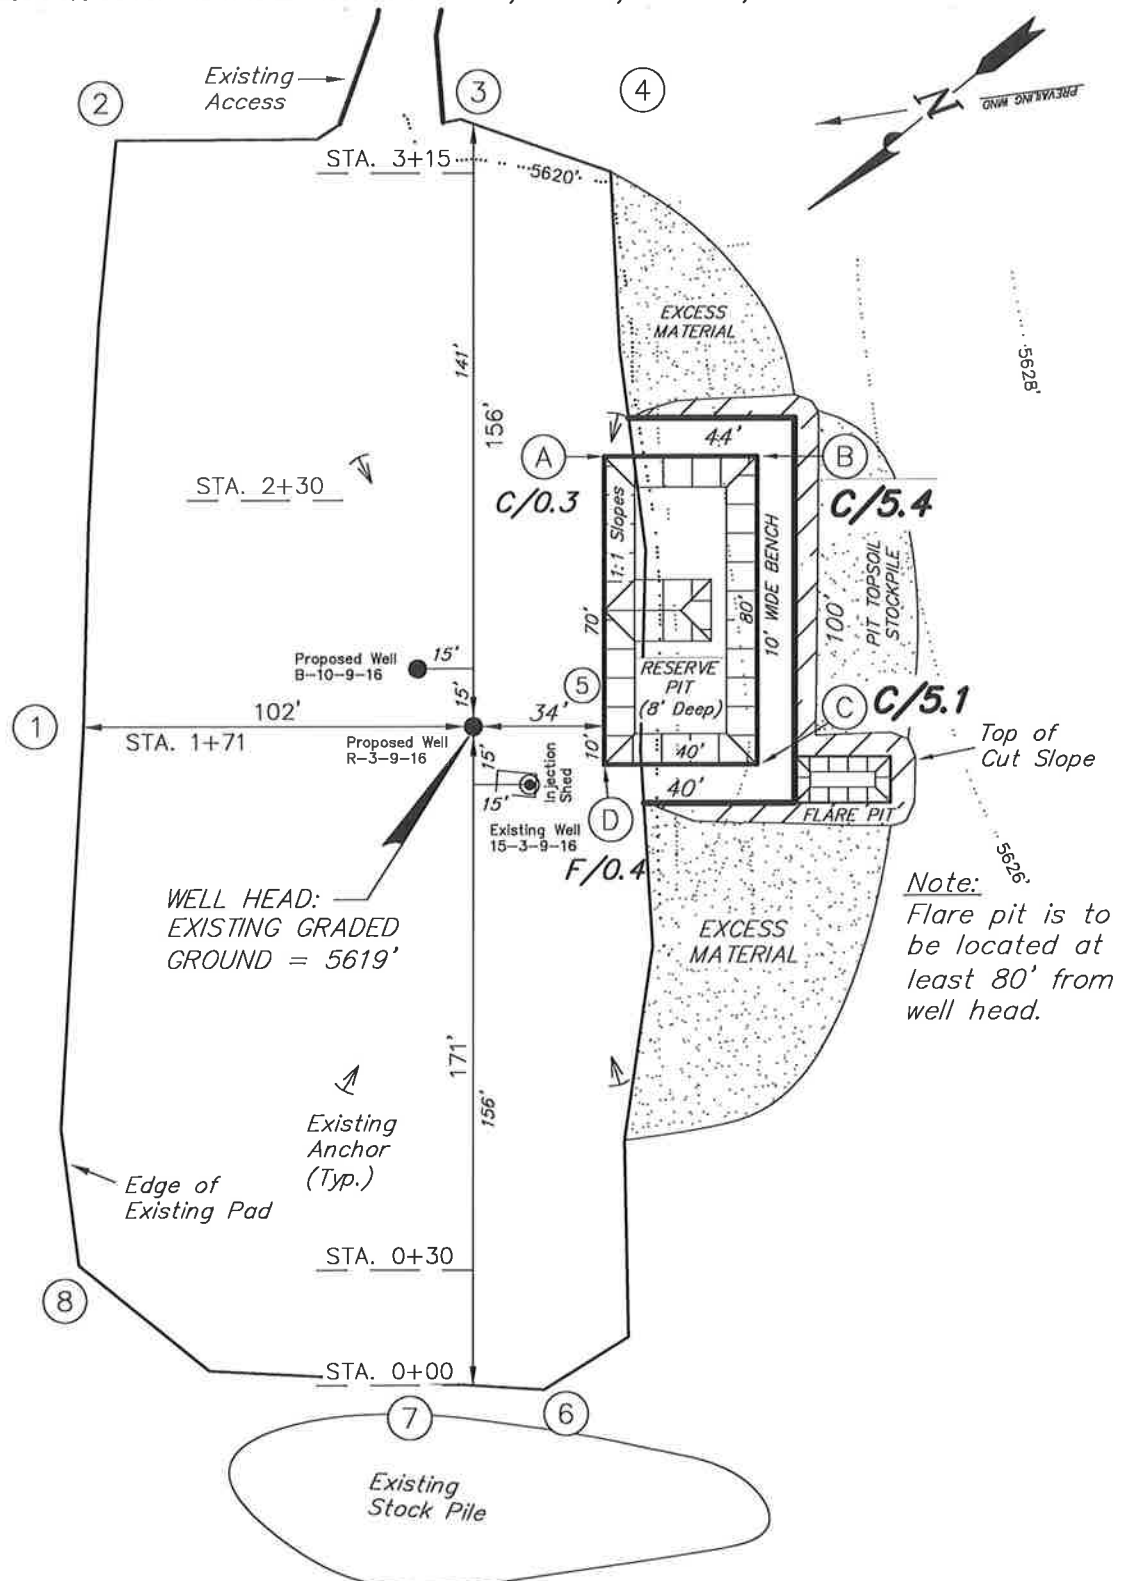 Existing
Access
2
3
4
N
PREVAILING WIND
STA. 3+15
5620'
EXCESS
MATERIAL
5628'
141'
156'
44'
A
B
C/0.3
C/5.4
STA. 2+30
1:1 Slopes
10' WIDE BENCH
PIT TOPSOIL
STOCKPILE
100'
70'
80'
Proposed Well
B-10-9-16
15'
15'
RESERVE
PIT
(8' Deep)
5
C
C/5.1
1
102'
34'
STA. 1+71
Proposed Well
R-3-9-16
10'
40'
Top of
Cut Slope
15'
15'
Injection
Shed
40'
FLARE PIT
Existing Well
15-3-9-16
D
F/0.4
5626'
WELL HEAD:
EXISTING GRADED
GROUND = 5619'
EXCESS
MATERIAL
Note:
Flare pit is to
be located at
least 80' from
well head.
171'
156'
Existing
Anchor
(Typ.)
Edge of
Existing Pad
STA. 0+30
8
STA. 0+00
7
6
Existing
Stock Pile